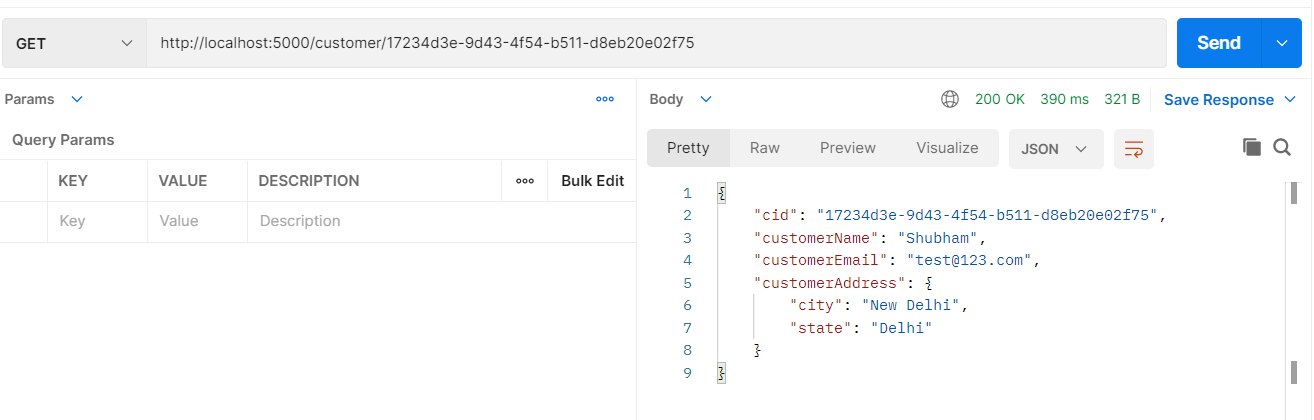 GET http://localhost:5000/customer/17234d3e-9d43-4f54-b511-d8eb20e02f75 Send
Params
Query Params
KEY VALUE DESCRIPTION ooo Bulk Edit
Key Value Description
Body 200 OK 390 ms 321 B Save Response
Pretty Raw Preview Visualize JSON
1 {
2 "cid": "17234d3e-9d43-4f54-b511-d8eb20e02f75",
3 "customerName": "Shubham",
4 "customerEmail": "test@123.com",
5 "customerAddress": {
6 "city": "New Delhi",
7 "state": "Delhi"
8 }
9 }